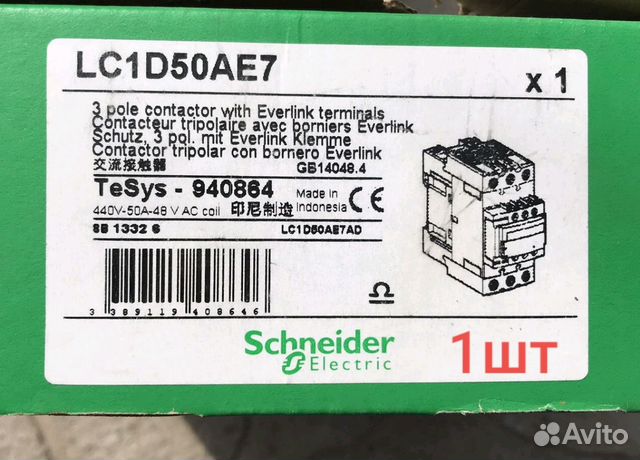 LC1D50AE7
x 1
3 pole contactor with Everlink terminals
Contacteur tripolaire avec borniers Everlink
Schutz, 3 pol. mit Everlink Klemme
Contactor tripolar con bornero Everlink
交流接触器 GB14048.4
TeSys - 940864
Made in Indonesia
CE
440V-50A-48 V AC coil 印尼制造
8B 1332 6
LC1D50AE7AD
3 389119 408646
Schneider
Electric
1шт
Avito